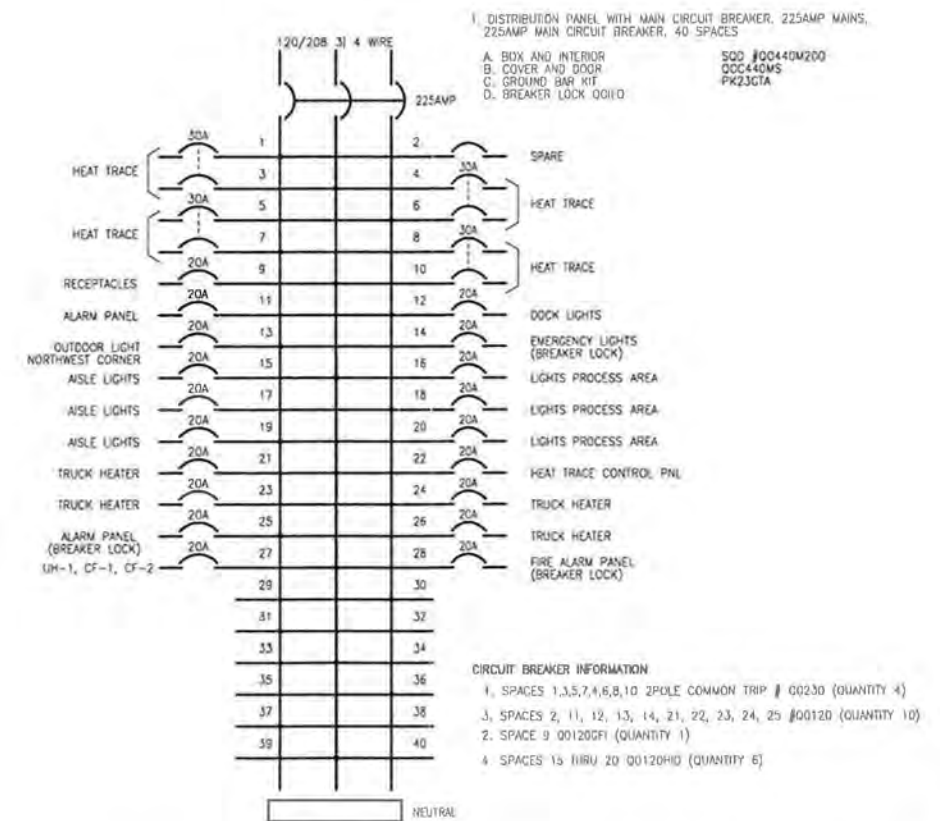 1. DISTRIBUTION PANEL WITH MAIN CIRCUIT BREAKER, 225AMP MAINS,
225AMP MAIN CIRCUIT BREAKER, 40 SPACES
A. BOX AND INTERIOR SQD #QO440M200
B. COVER AND DOOR QOC440MS
C. GROUND BAR KIT PK23GTA
D. BREAKER LOCK
120/208 3| 4 WIRE
225AMP
30A 1 2 SPARE
HEAT TRACE 3 4 30A
30A 5 6 HEAT TRACE
HEAT TRACE 7 8 30A
20A 9 10 HEAT TRACE
RECEPTACLES
20A 11 12 20A
ALARM PANEL DOCK LIGHTS
20A 13 14 20A
OUTDOOR LIGHT EMERGENCY LIGHTS
NORTHWEST CORNER (BREAKER LOCK)
20A 15 16 20A
AISLE LIGHTS LIGHTS PROCESS AREA
20A 17 18 20A
AISLE LIGHTS LIGHTS PROCESS AREA
20A 19 20 20A
AISLE LIGHTS LIGHTS PROCESS AREA
20A 21 22 20A
TRUCK HEATER HEAT TRACE CONTROL PNL
20A 23 24 20A
TRUCK HEATER TRUCK HEATER
20A 25 26 20A
ALARM PANEL TRUCK HEATER
(BREAKER LOCK)
20A 27 28 20A
UH-1, CF-1, CF-2 FIRE ALARM PANEL
(BREAKER LOCK)
29 30
31 32
33 34
35 36
37 38
39 40
NEUTRAL
CIRCUIT BREAKER INFORMATION
1. SPACES 1,3,5,7,4,6,8,10 2POLE COMMON TRIP # QO230 (QUANTITY 4)
3. SPACES 2, 11, 12, 13, 14, 21, 22, 23, 24, 25 #QO120 (QUANTITY 10)
2. SPACE 9 QO120GFI (QUANTITY 1)
4. SPACES 15 THRU 20 QO120HID (QUANTITY 6)